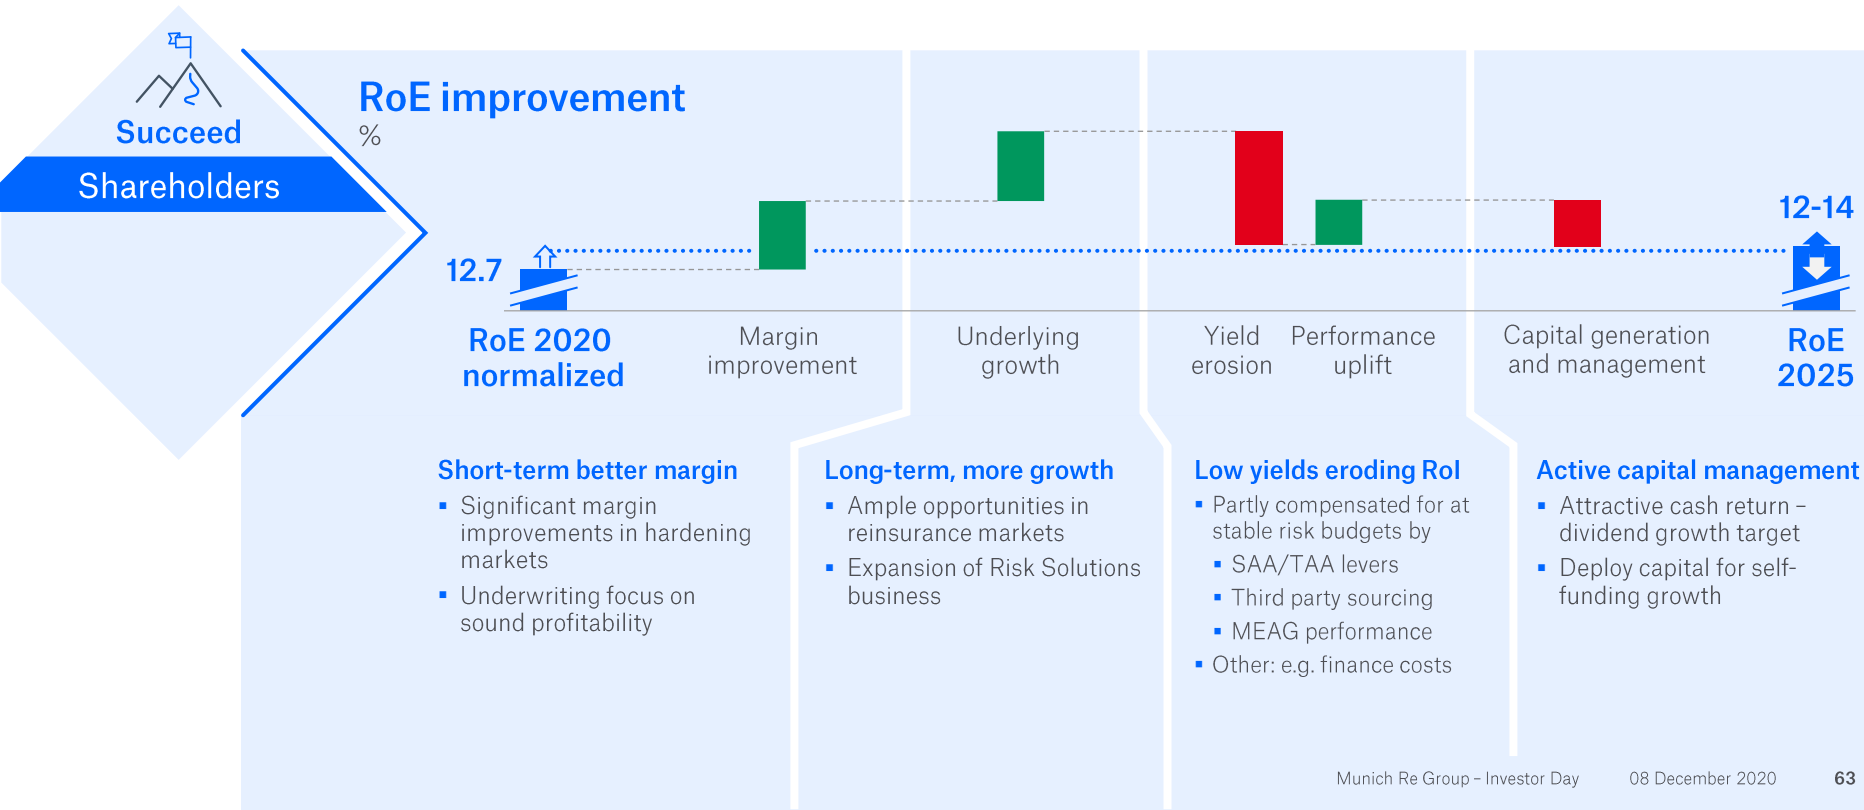 Succeed
Shareholders
RoE improvement
%
12.7
12-14
RoE 2020
normalized
Margin
improvement
Underlying
growth
Yield
erosion
Performance
uplift
Capital generation
and management
RoE
2025
Short-term better margin
▪ Significant margin
improvements in hardening
markets
▪ Underwriting focus on
sound profitability
Long-term, more growth
▪ Ample opportunities in
reinsurance markets
▪ Expansion of Risk Solutions
business
Low yields eroding RoI
▪ Partly compensated for at
stable risk budgets by
▪ SAA/TAA levers
▪ Third party sourcing
▪ MEAG performance
▪ Other: e.g. finance costs
Active capital management
▪ Attractive cash return –
dividend growth target
▪ Deploy capital for self-
funding growth
Munich Re Group – Investor Day 08 December 2020 63